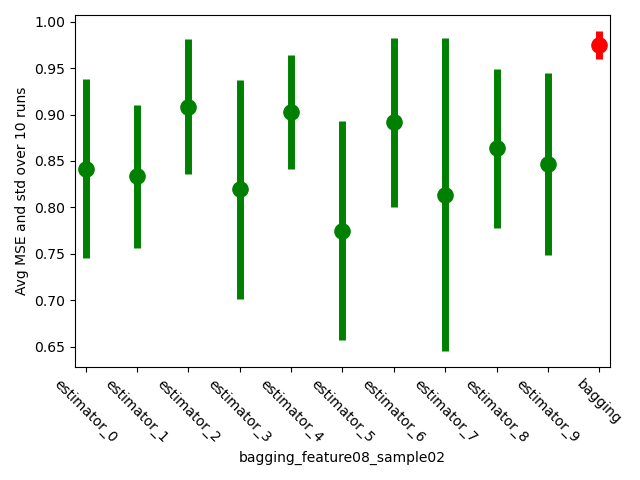 1.00
0.95
0.90
0.85
0.80
0.75
0.70
0.65
Avg MSE and std over 10 runs
estimator_0
estimator_1
estimator_2
estimator_3
estimator_4
estimator_5
estimator_6
estimator_7
estimator_8
estimator_9
bagging
bagging_feature08_sample02